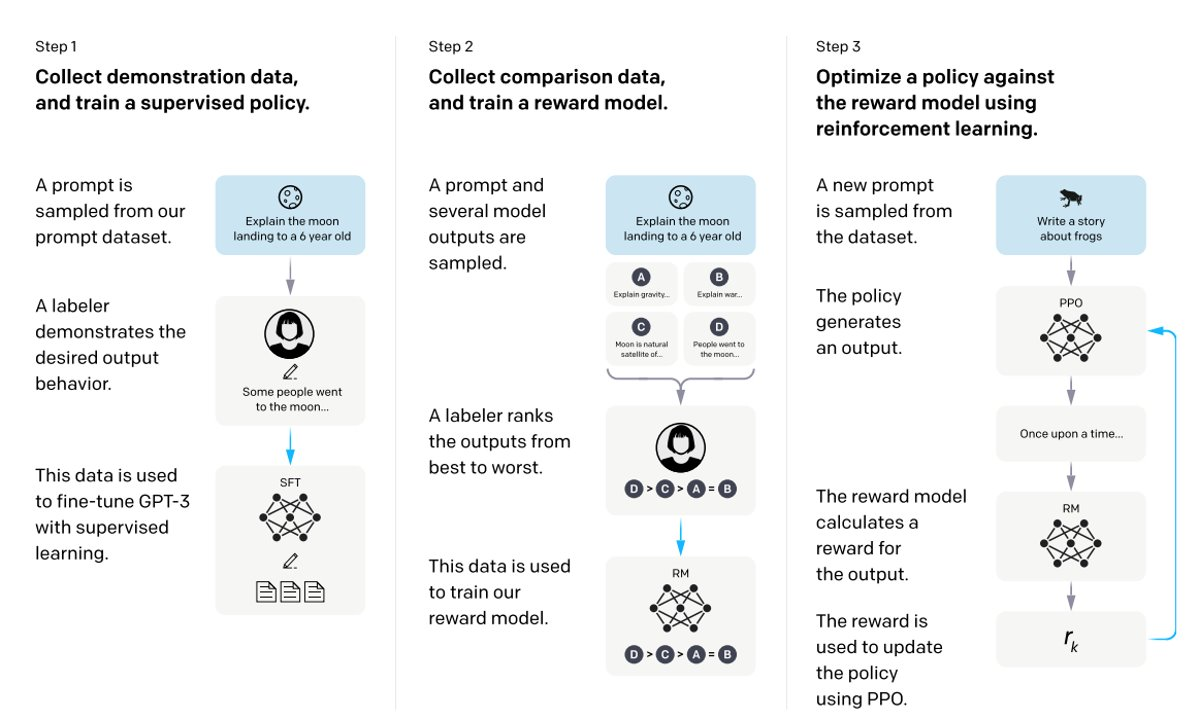 Step 1
Collect demonstration data,
and train a supervised policy.
A prompt is
sampled from our
prompt dataset.
Explain the moon
landing to a 6 year old
A labeler
demonstrates the
desired output
behavior.
Some people went
to the moon...
This data is used
to fine-tune GPT-3
with supervised
learning.
SFT
Step 2
Collect comparison data,
and train a reward model.
A prompt and
several model
outputs are
sampled.
Explain the moon
landing to a 6 year old
A
Explain gravity...
B
Explain war...
C
Moon is natural
satellite of...
D
People went to
the moon...
A labeler ranks
the outputs from
best to worst.
D > C > A = B
This data is used
to train our
reward model.
RM
D > C > A = B
Step 3
Optimize a policy against
the reward model using
reinforcement learning.
A new prompt
is sampled from
the dataset.
Write a story
about frogs
The policy
generates
an output.
PPO
Once upon a time...
The reward model
calculates a
reward for
the output.
RM
The reward is
used to update
the policy
using PPO.
rk